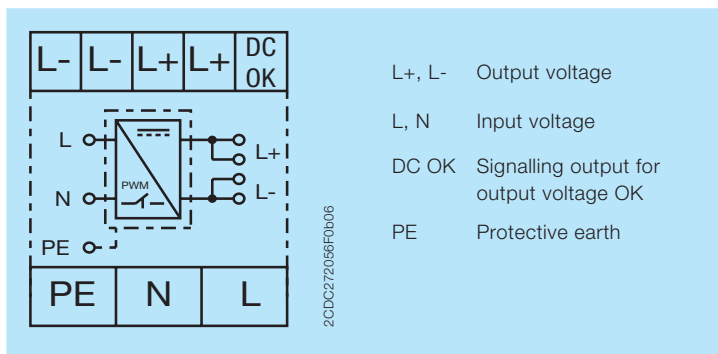 L- L- L+ L+ DC OK
L
L+
PWM
N
L-
PE
PE N L
2CDC272056F0b06
L+, L- Output voltage
L, N Input voltage
DC OK Signalling output for
output voltage OK
PE Protective earth